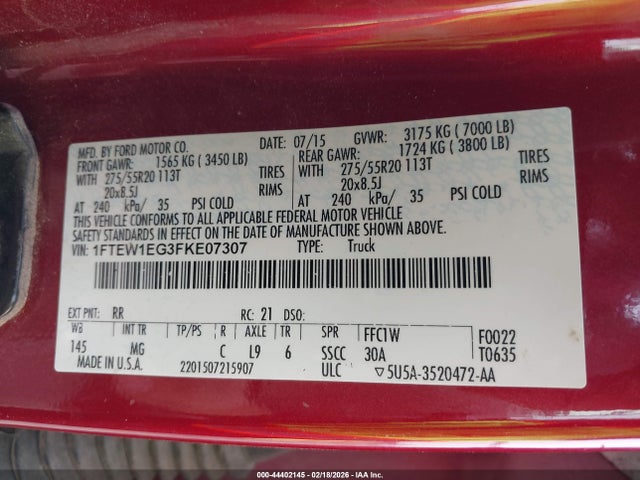 MFD. BY FORD MOTOR CO. DATE: 07/15 GVWR: 3175 KG ( 7000 LB)
FRONT GAWR: 1565 KG ( 3450 LB) REAR GAWR: 1724 KG ( 3800 LB)
WITH 275/55R20 113T TIRES WITH 275/55R20 113T TIRES
20x8.5J RIMS 20x8.5J RIMS
AT 240 kPa/ 35 PSI COLD AT 240 kPa/ 35 PSI COLD
THIS VEHICLE CONFORMS TO ALL APPLICABLE FEDERAL MOTOR VEHICLE
SAFETY STANDARDS IN EFFECT ON THE DATE OF MANUFACTURE SHOWN ABOVE.
VIN: 1FTEW1EG3FKE07307 TYPE: Truck
EXT PNT: RR RC: 21 DSO:
WB INT TR TP/PS R AXLE TR SPR FFC1W F0022
145 MG C L9 6 SSCC 30A T0635
MADE IN U.S.A. 2201507215907 ULC ▽5U5A-3520472-AA
000-44402145 - 02/18/2026 - IAA Inc.